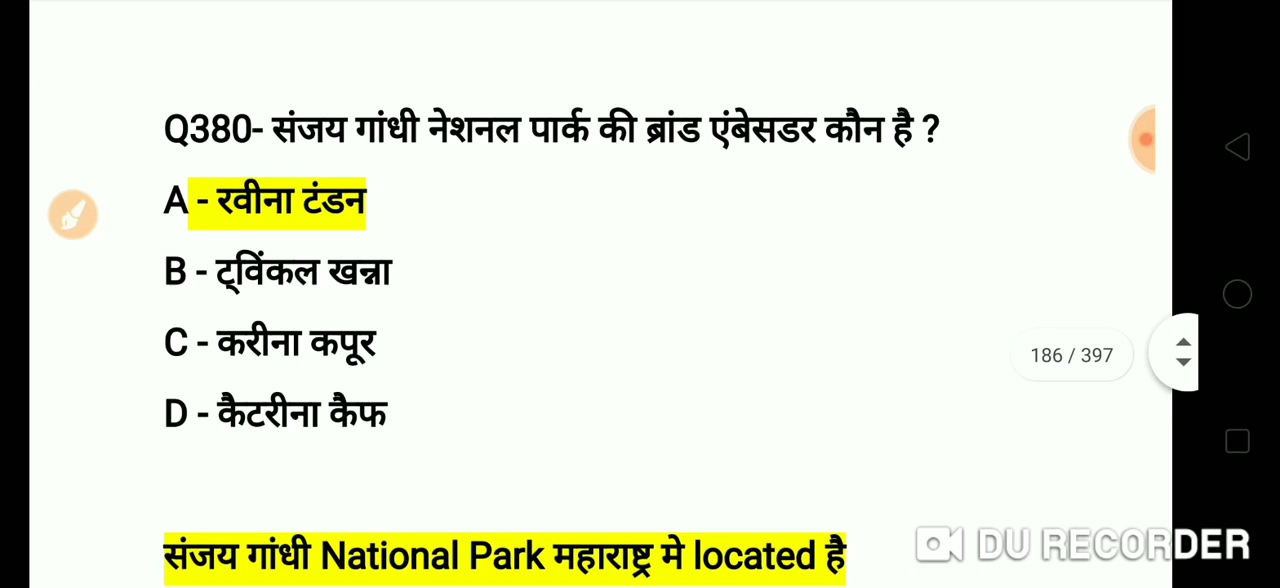 Q380- संजय गांधी नेशनल पार्क की ब्रांड एंबेसडर कौन है ?
A - रवीना टंडन
B - ट्विंकल खन्ना
C - करीना कपूर
D - कैटरीना कैफ
186 / 397
संजय गांधी National Park महाराष्ट्र मे located है
DU RECORDER